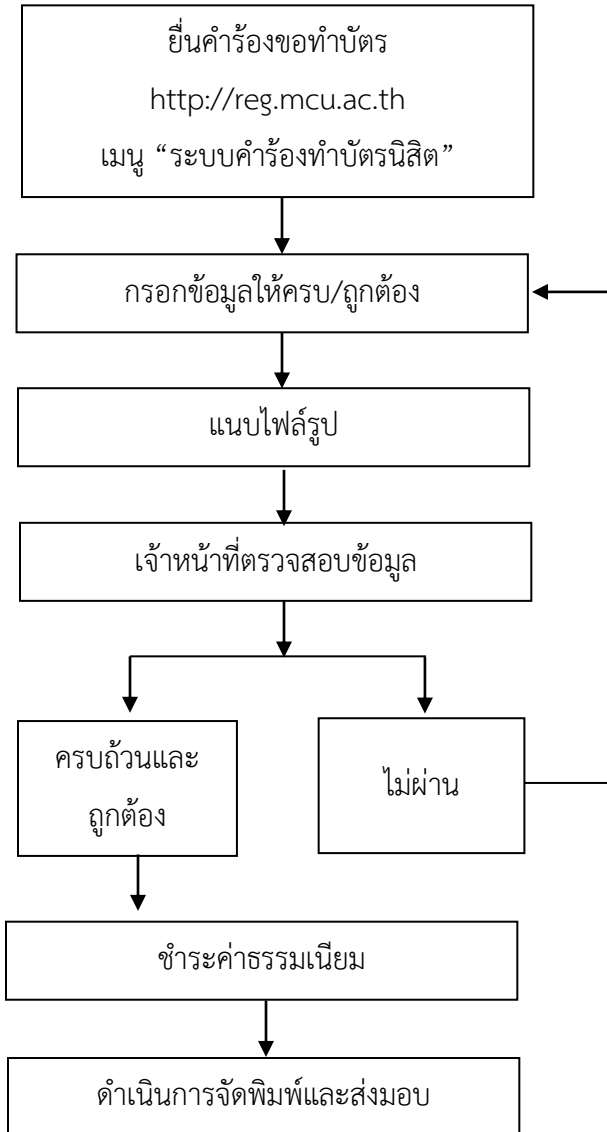 ยื่นคำร้องขอทำบัตร
http://reg.mcu.ac.th
เมนู “ระบบคำร้องทำบัตรนิสิต”
กรอกข้อมูลให้ครบ/ถูกต้อง
แนบไฟล์รูป
เจ้าหน้าที่ตรวจสอบข้อมูล
ครบถ้วนและ
ถูกต้อง
ไม่ผ่าน
ชำระค่าธรรมเนียม
ดำเนินการจัดพิมพ์และส่งมอบ